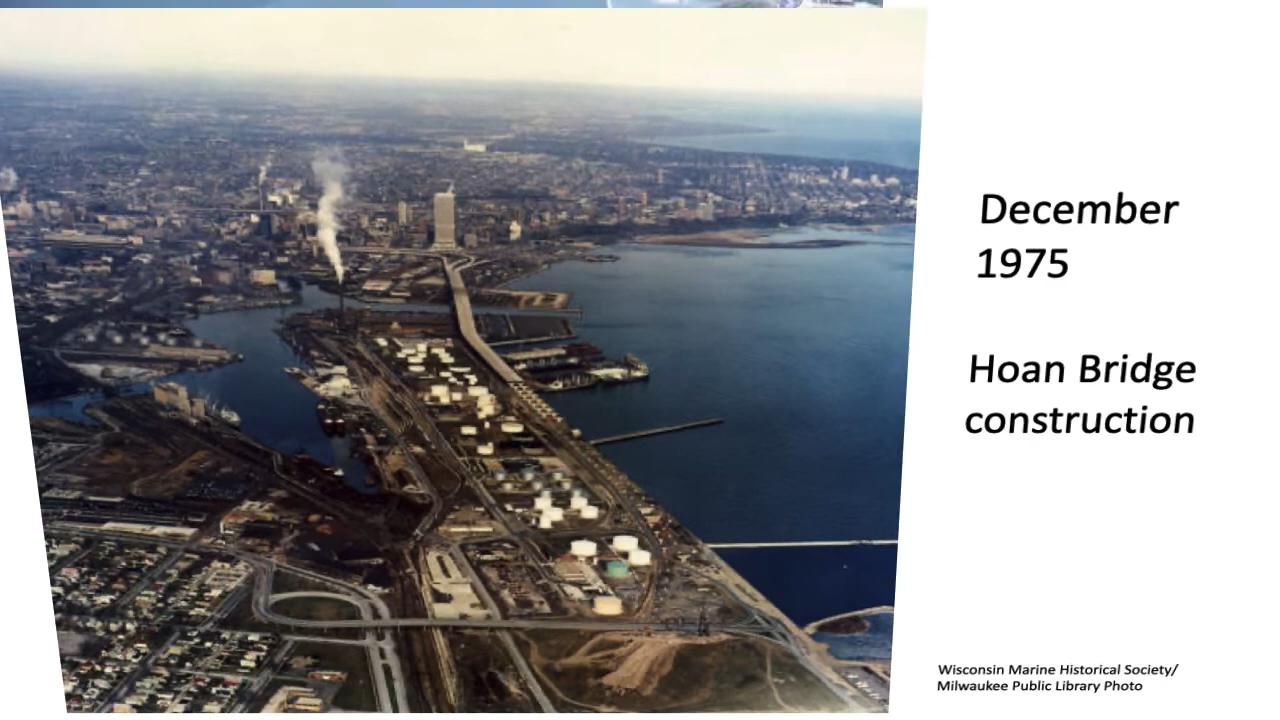 December
1975
Hoan Bridge
construction
Wisconsin Marine Historical Society/
Milwaukee Public Library Photo